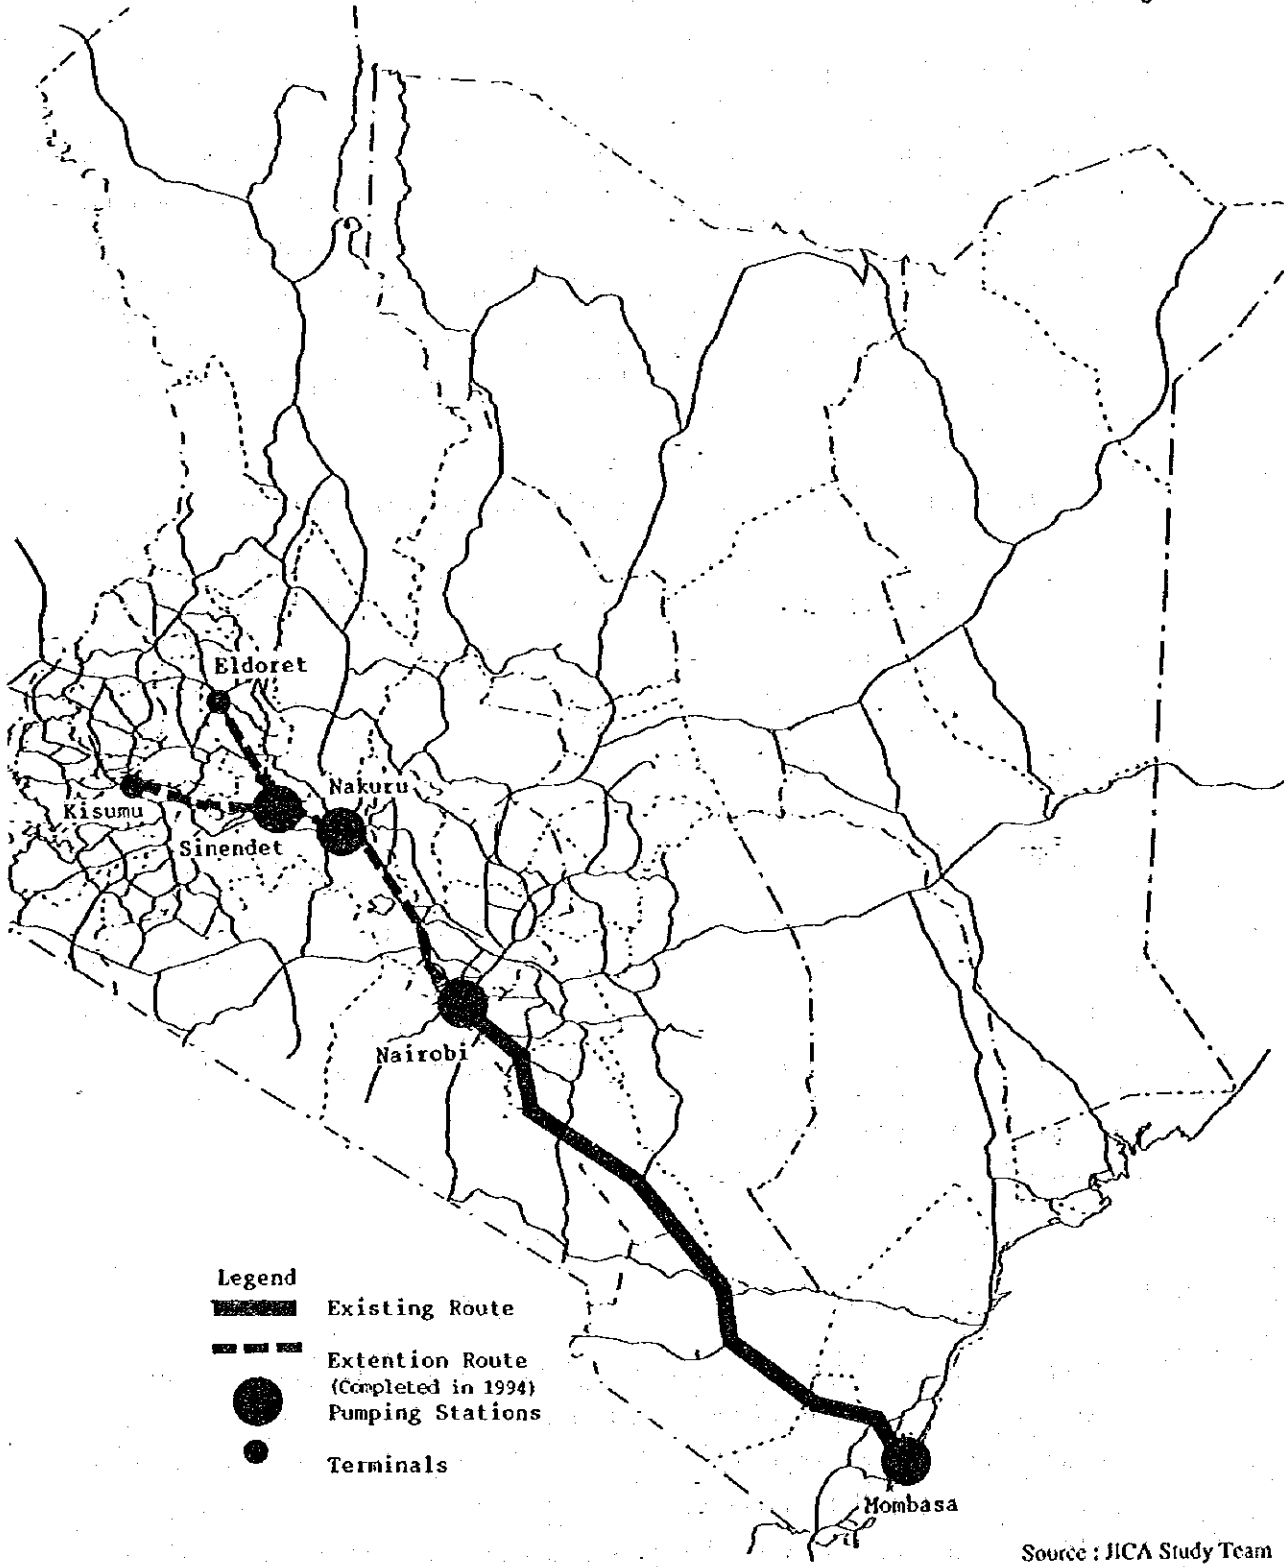 Eldoret
Nakuru
Kisumu
Sinendet
Nairobi
Legend
Existing Route
Extention Route
(Completed in 1994)
Pumping Stations
Terminals
Mombasa
Source : JICA Study Team